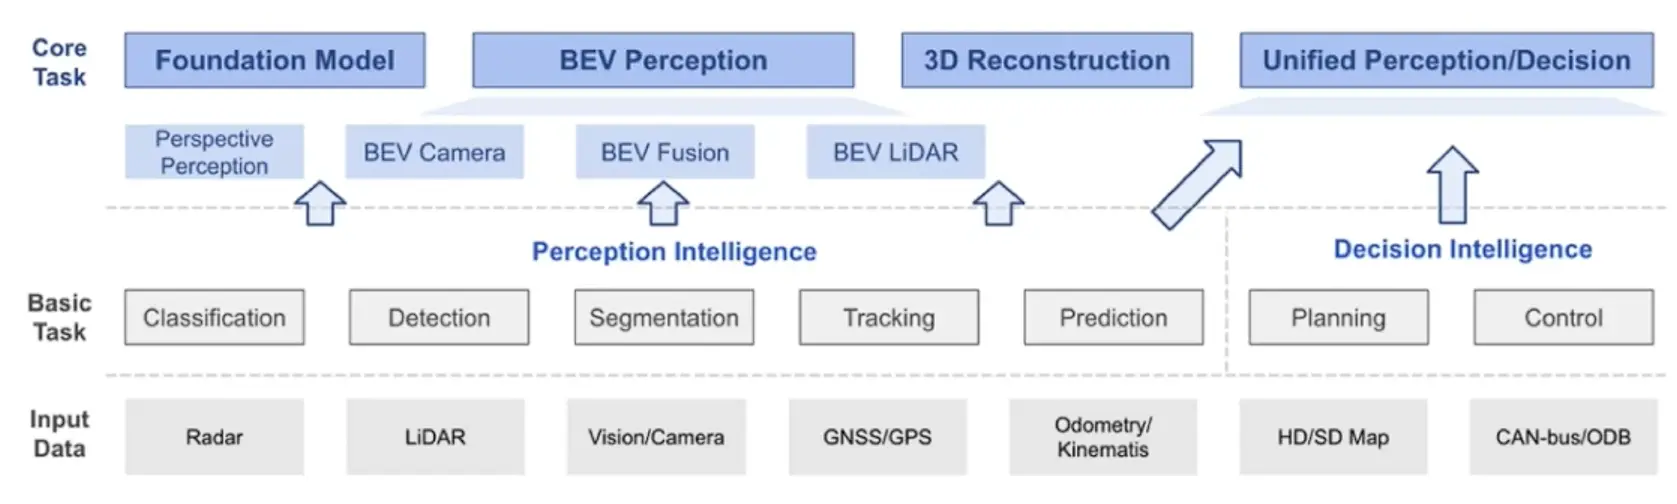 Core
Task
Foundation Model
BEV Perception
3D Reconstruction
Unified Perception/Decision
Perspective
Perception
BEV Camera
BEV Fusion
BEV LiDAR
Perception Intelligence
Decision Intelligence
Basic
Task
Classification
Detection
Segmentation
Tracking
Prediction
Planning
Control
Input
Data
Radar
LiDAR
Vision/Camera
GNSS/GPS
Odometry/
Kinematis
HD/SD Map
CAN-bus/ODB